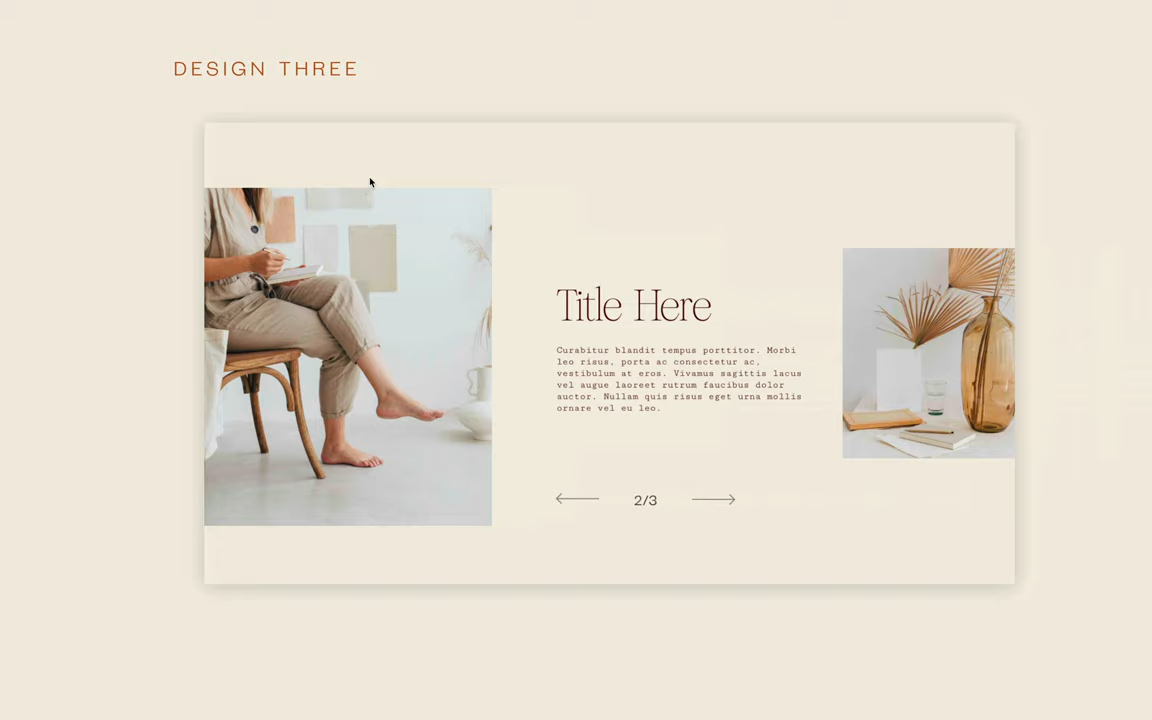 DESIGN THREE
Title Here
Curabitur blandit tempus porttitor. Morbi
leo risus, porta ac consectetur ac,
vestibulum at eros. Vivamus sagittis lacus
vel augue laoreet rutrum faucibus dolor
auctor. Nullam quis risus eget urna mollis
ornare vel eu leo.
2/3